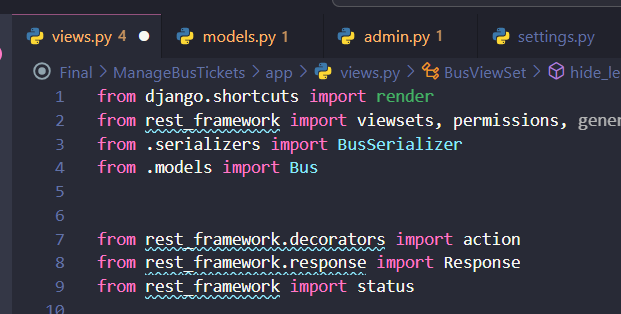 views.py 4
models.py 1
admin.py 1
settings.py
Final > ManageBusTickets > app > views.py > BusViewSet >
1 from django.shortcuts import render
2 from rest_framework import viewsets, permissions,
3 from .serializers import BusSerializer
4 from .models import Bus
5
6
7 from rest_framework.decorators import action
8 from rest_framework.response import Response
9 from rest_framework import status
10